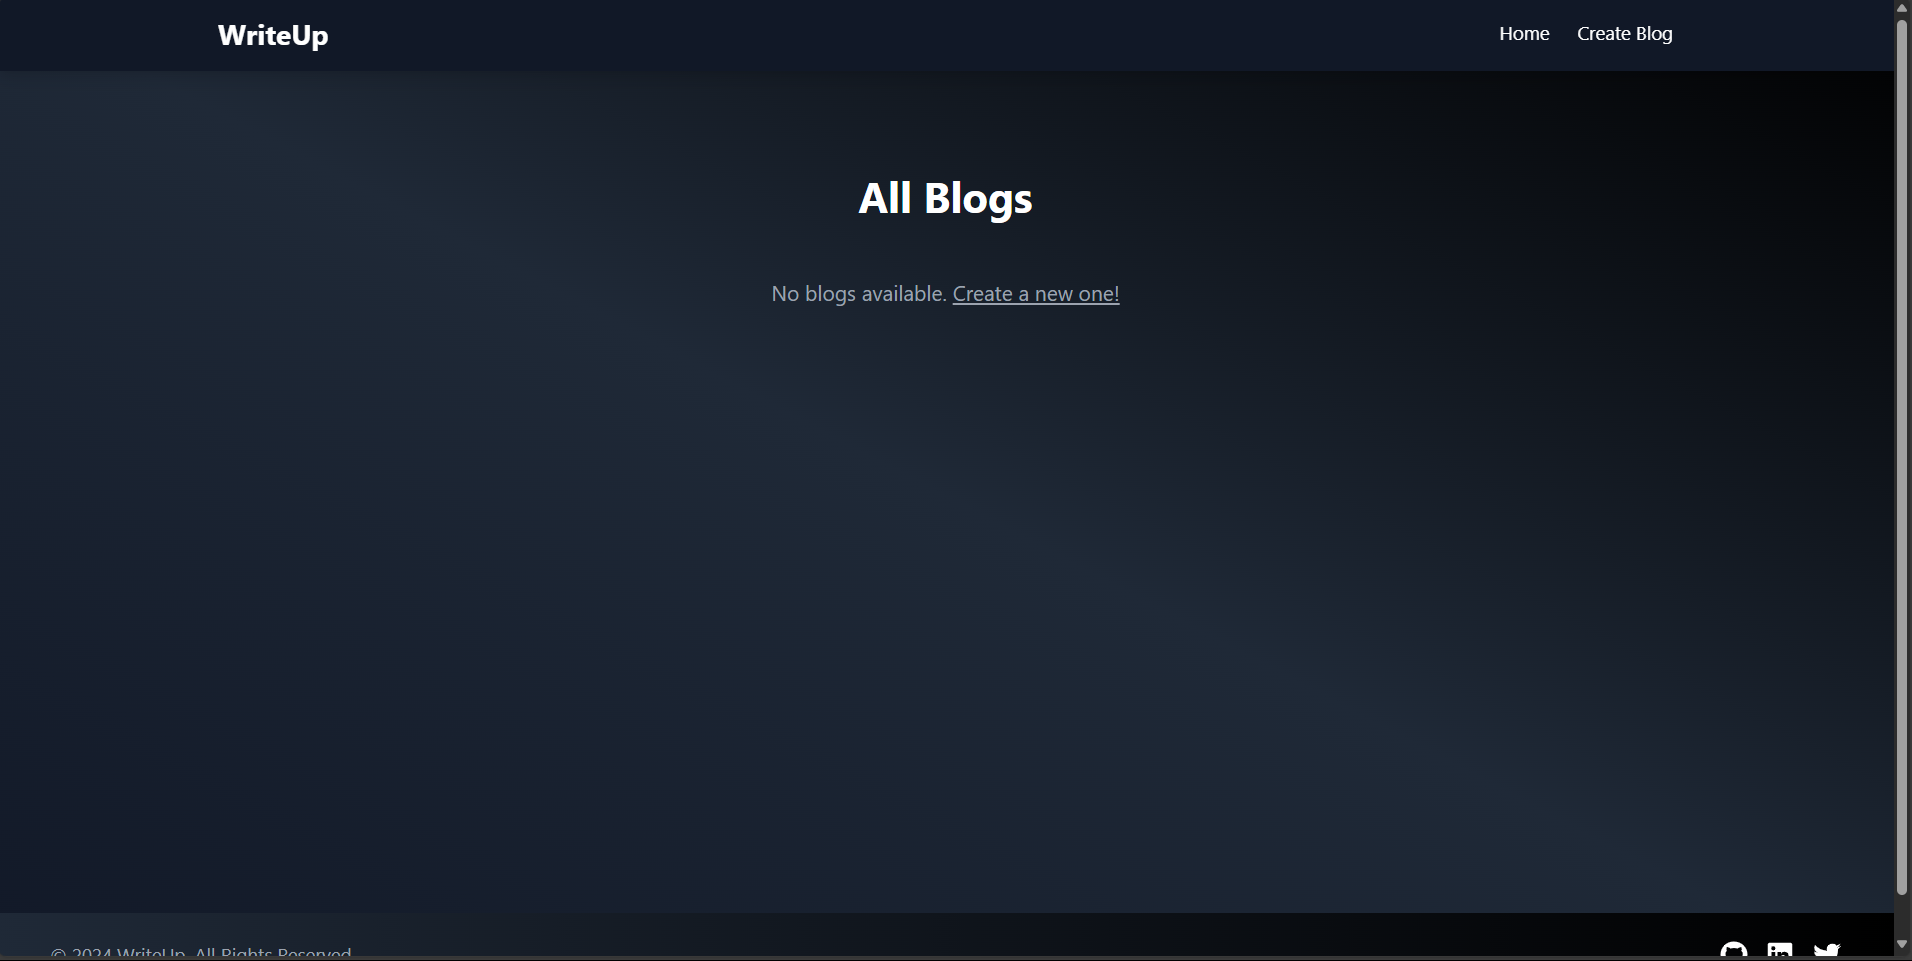 WriteUp
Home Create Blog
All Blogs
No blogs available. Create a new one!
© 2024 WriteUp. All Rights Reserved